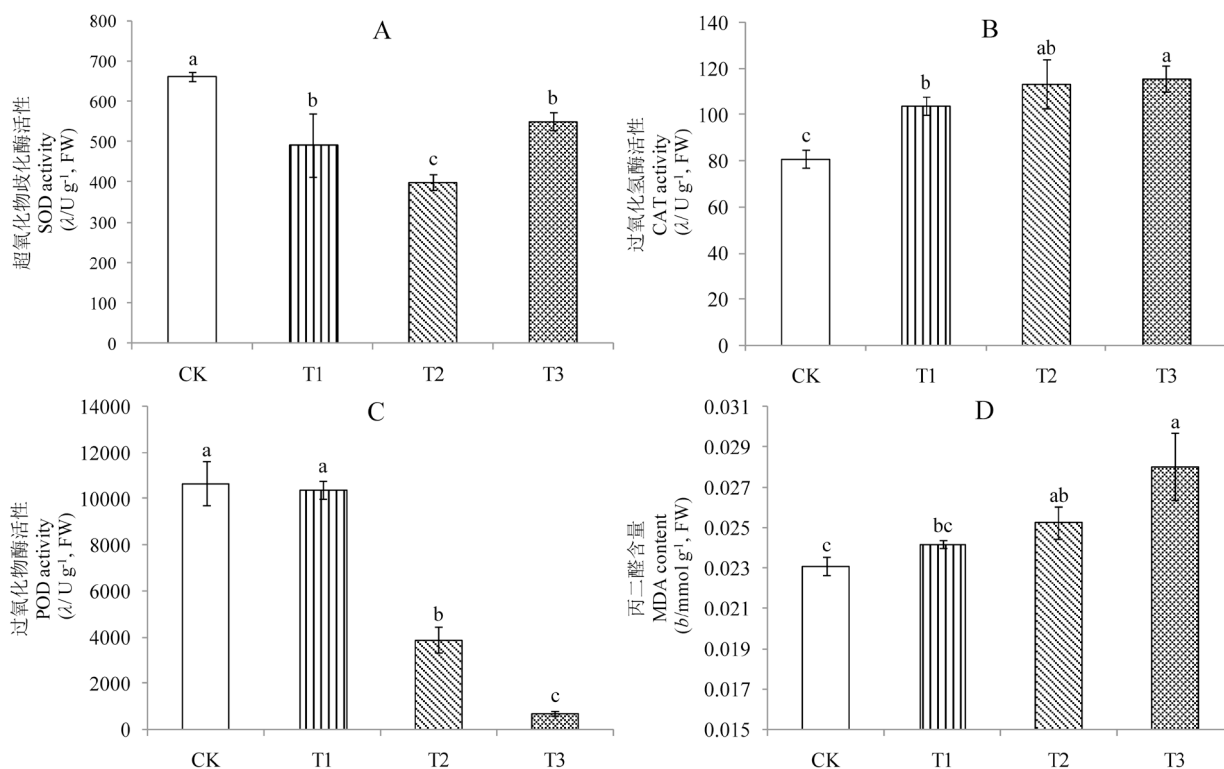 A
超氧化物歧化酶活性
SOD activity
(λ/U g-1, FW)
800
700
600
500
400
300
200
100
0
a
b
c
b
CK
T1
T2
T3
B
过氧化氢酶活性
CAT activity
(λ/ U g-1, FW)
140
120
100
80
60
40
20
0
c
b
ab
a
CK
T1
T2
T3
C
过氧化物酶活性
POD activity
(λ/ U g-1, FW)
14000
12000
10000
8000
6000
4000
2000
0
a
a
b
c
CK
T1
T2
T3
D
丙二醛含量
MDA content
(b/mmol g-1, FW)
0.031
0.029
0.027
0.025
0.023
0.021
0.019
0.017
0.015
c
bc
ab
a
CK
T1
T2
T3